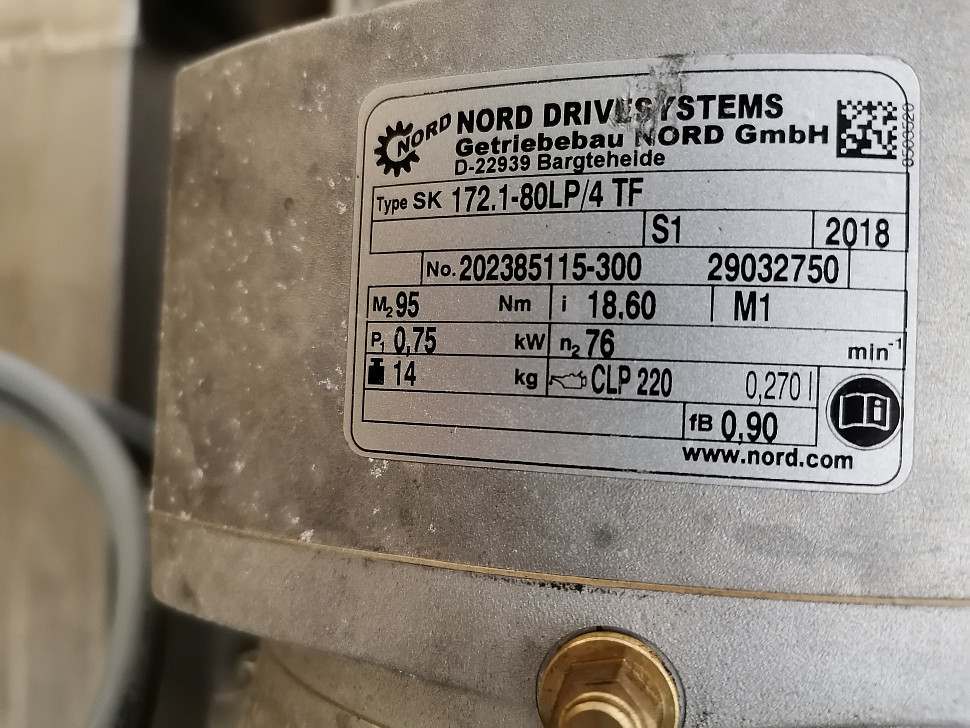 NORD
NORD DRIVESYSTEMS
Getriebebau NORD GmbH
D-22939 Bargteheide
Type SK 172.1-80LP/4 TF
S1 2018
No. 202385115-300 29032750
M2 95 Nm i 18.60 M1
P1 0,75 kW n2 76 min-1
14 kg CLP 220 0,270 l
fB 0,90
www.nord.com